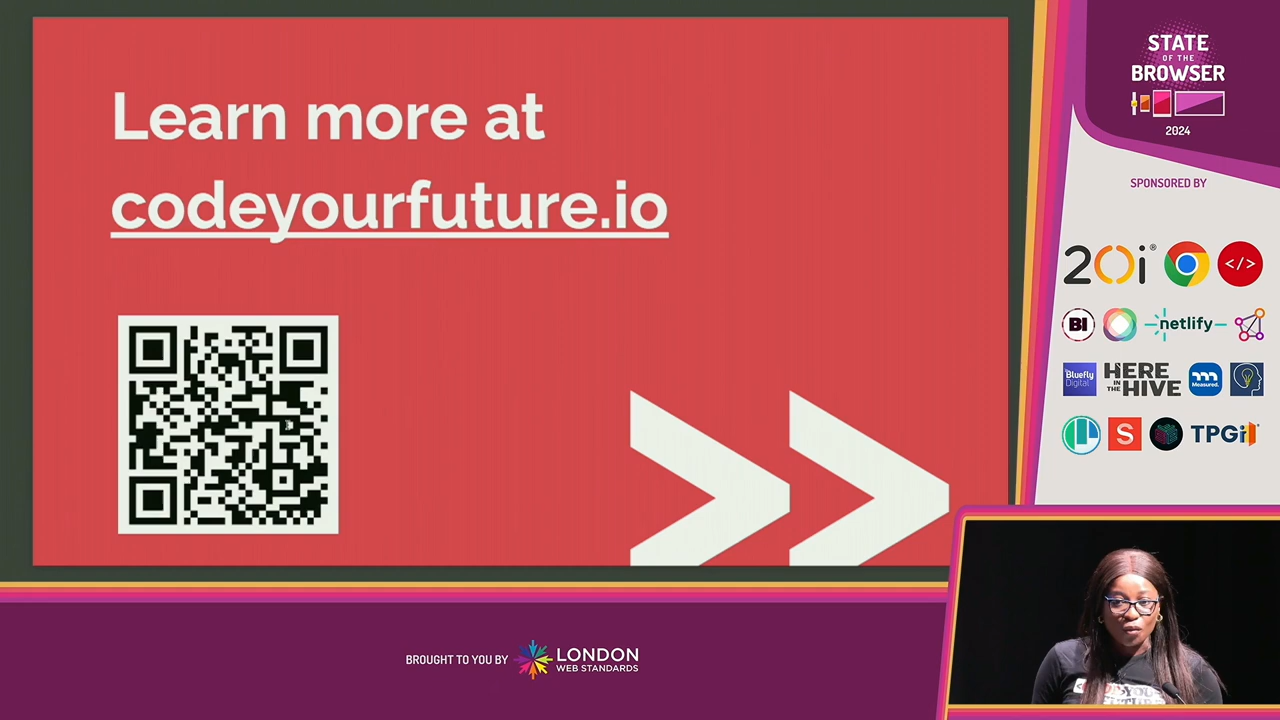 Learn more at
codeyourfuture.io
STATE
OF THE
BROWSER
2024
SPONSORED BY
20i®
</>
BI
netlify
Bluefly
Digital
HERE
IN THE
HIVE
Measured.
S
TPGi
BROUGHT TO YOU BY
LONDON
WEB STANDARDS